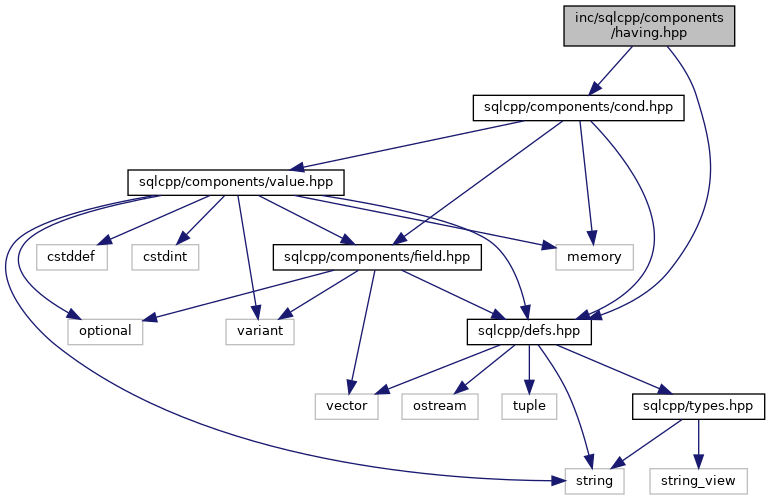 inc/sqlcpp/components
/having.hpp
sqlcpp/components/cond.hpp
sqlcpp/components/value.hpp
cstddef
cstdint
sqlcpp/components/field.hpp
memory
optional
variant
sqlcpp/defs.hpp
vector
ostream
tuple
sqlcpp/types.hpp
string
string_view